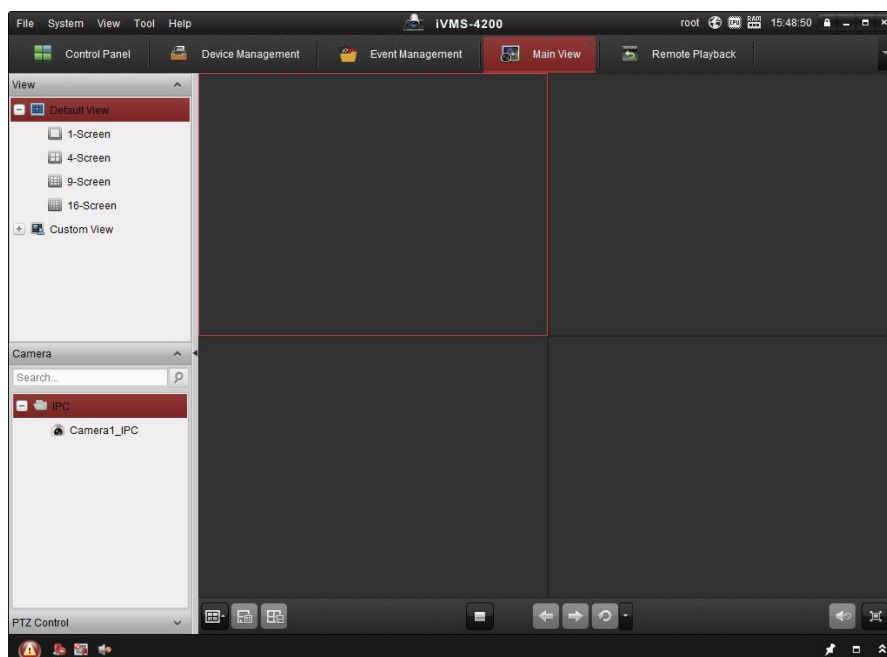 File System View Tool Help iVMS-4200 root CPU RAM 15:48:50
Control Panel Device Management Event Management Main View Remote Playback
View
Default View
1-Screen
4-Screen
9-Screen
16-Screen
Custom View
Camera
Search...
IPC
Camera1_IPC
PTZ Control